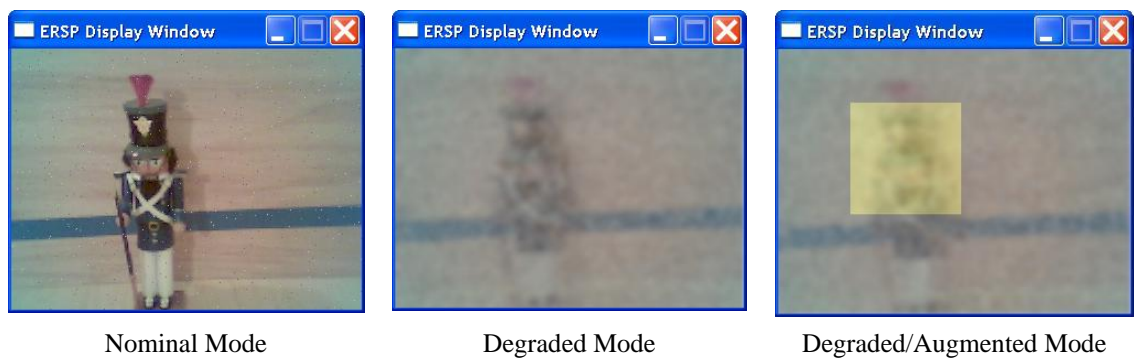 ERSP Display Window
ERSP Display Window
ERSP Display Window
Nominal Mode
Degraded Mode
Degraded/Augmented Mode